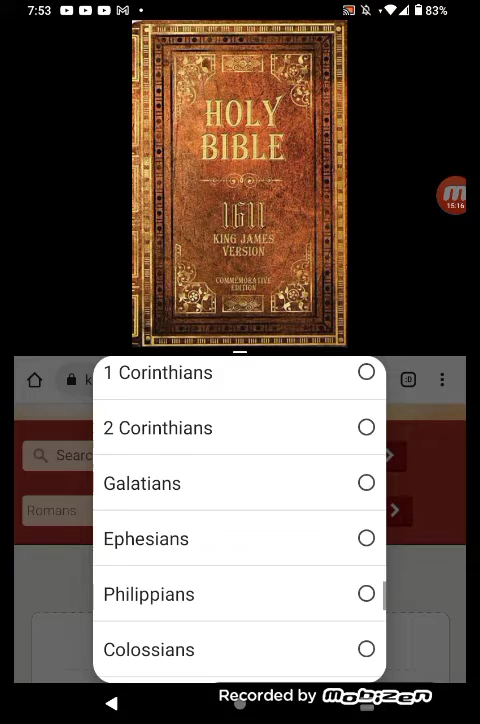 7:53
83%
HOLY
BIBLE
1611
KING JAMES
VERSION
COMMEMORATIVE
EDITION
15:16
k
:D
1 Corinthians
2 Corinthians
Searc
Galatians
Romans
Ephesians
Philippians
Colossians
Recorded by mobizen